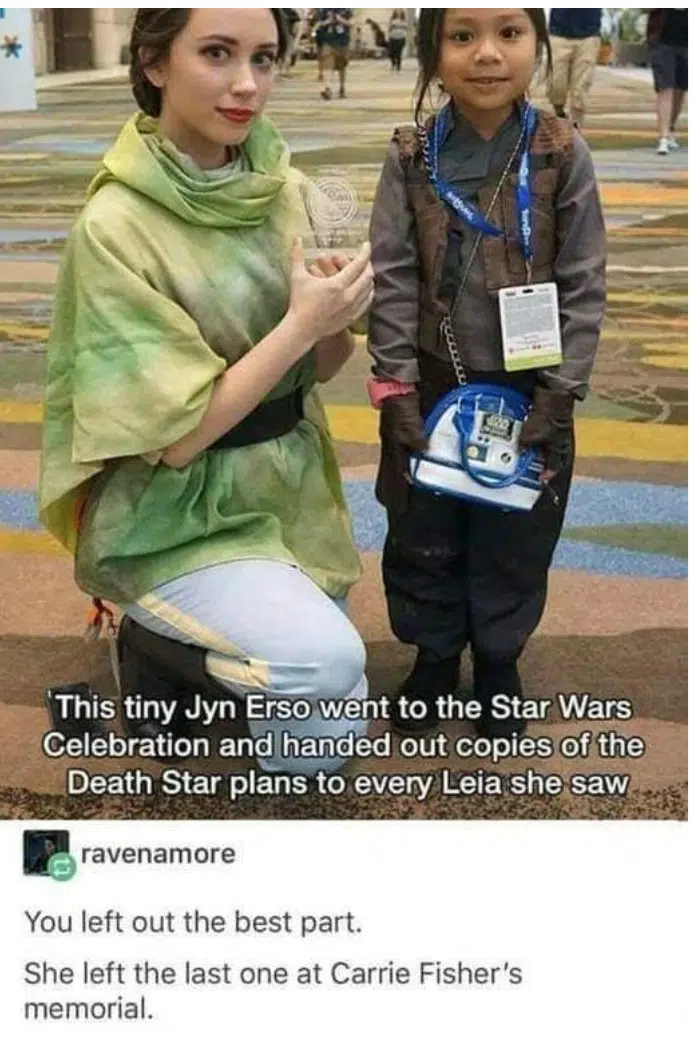 'This tiny Jyn Erso went to the Star Wars
Celebration and handed out copies of the
Death Star plans to every Leia she saw
ravenamore
You left out the best part.
She left the last one at Carrie Fisher's
memorial.